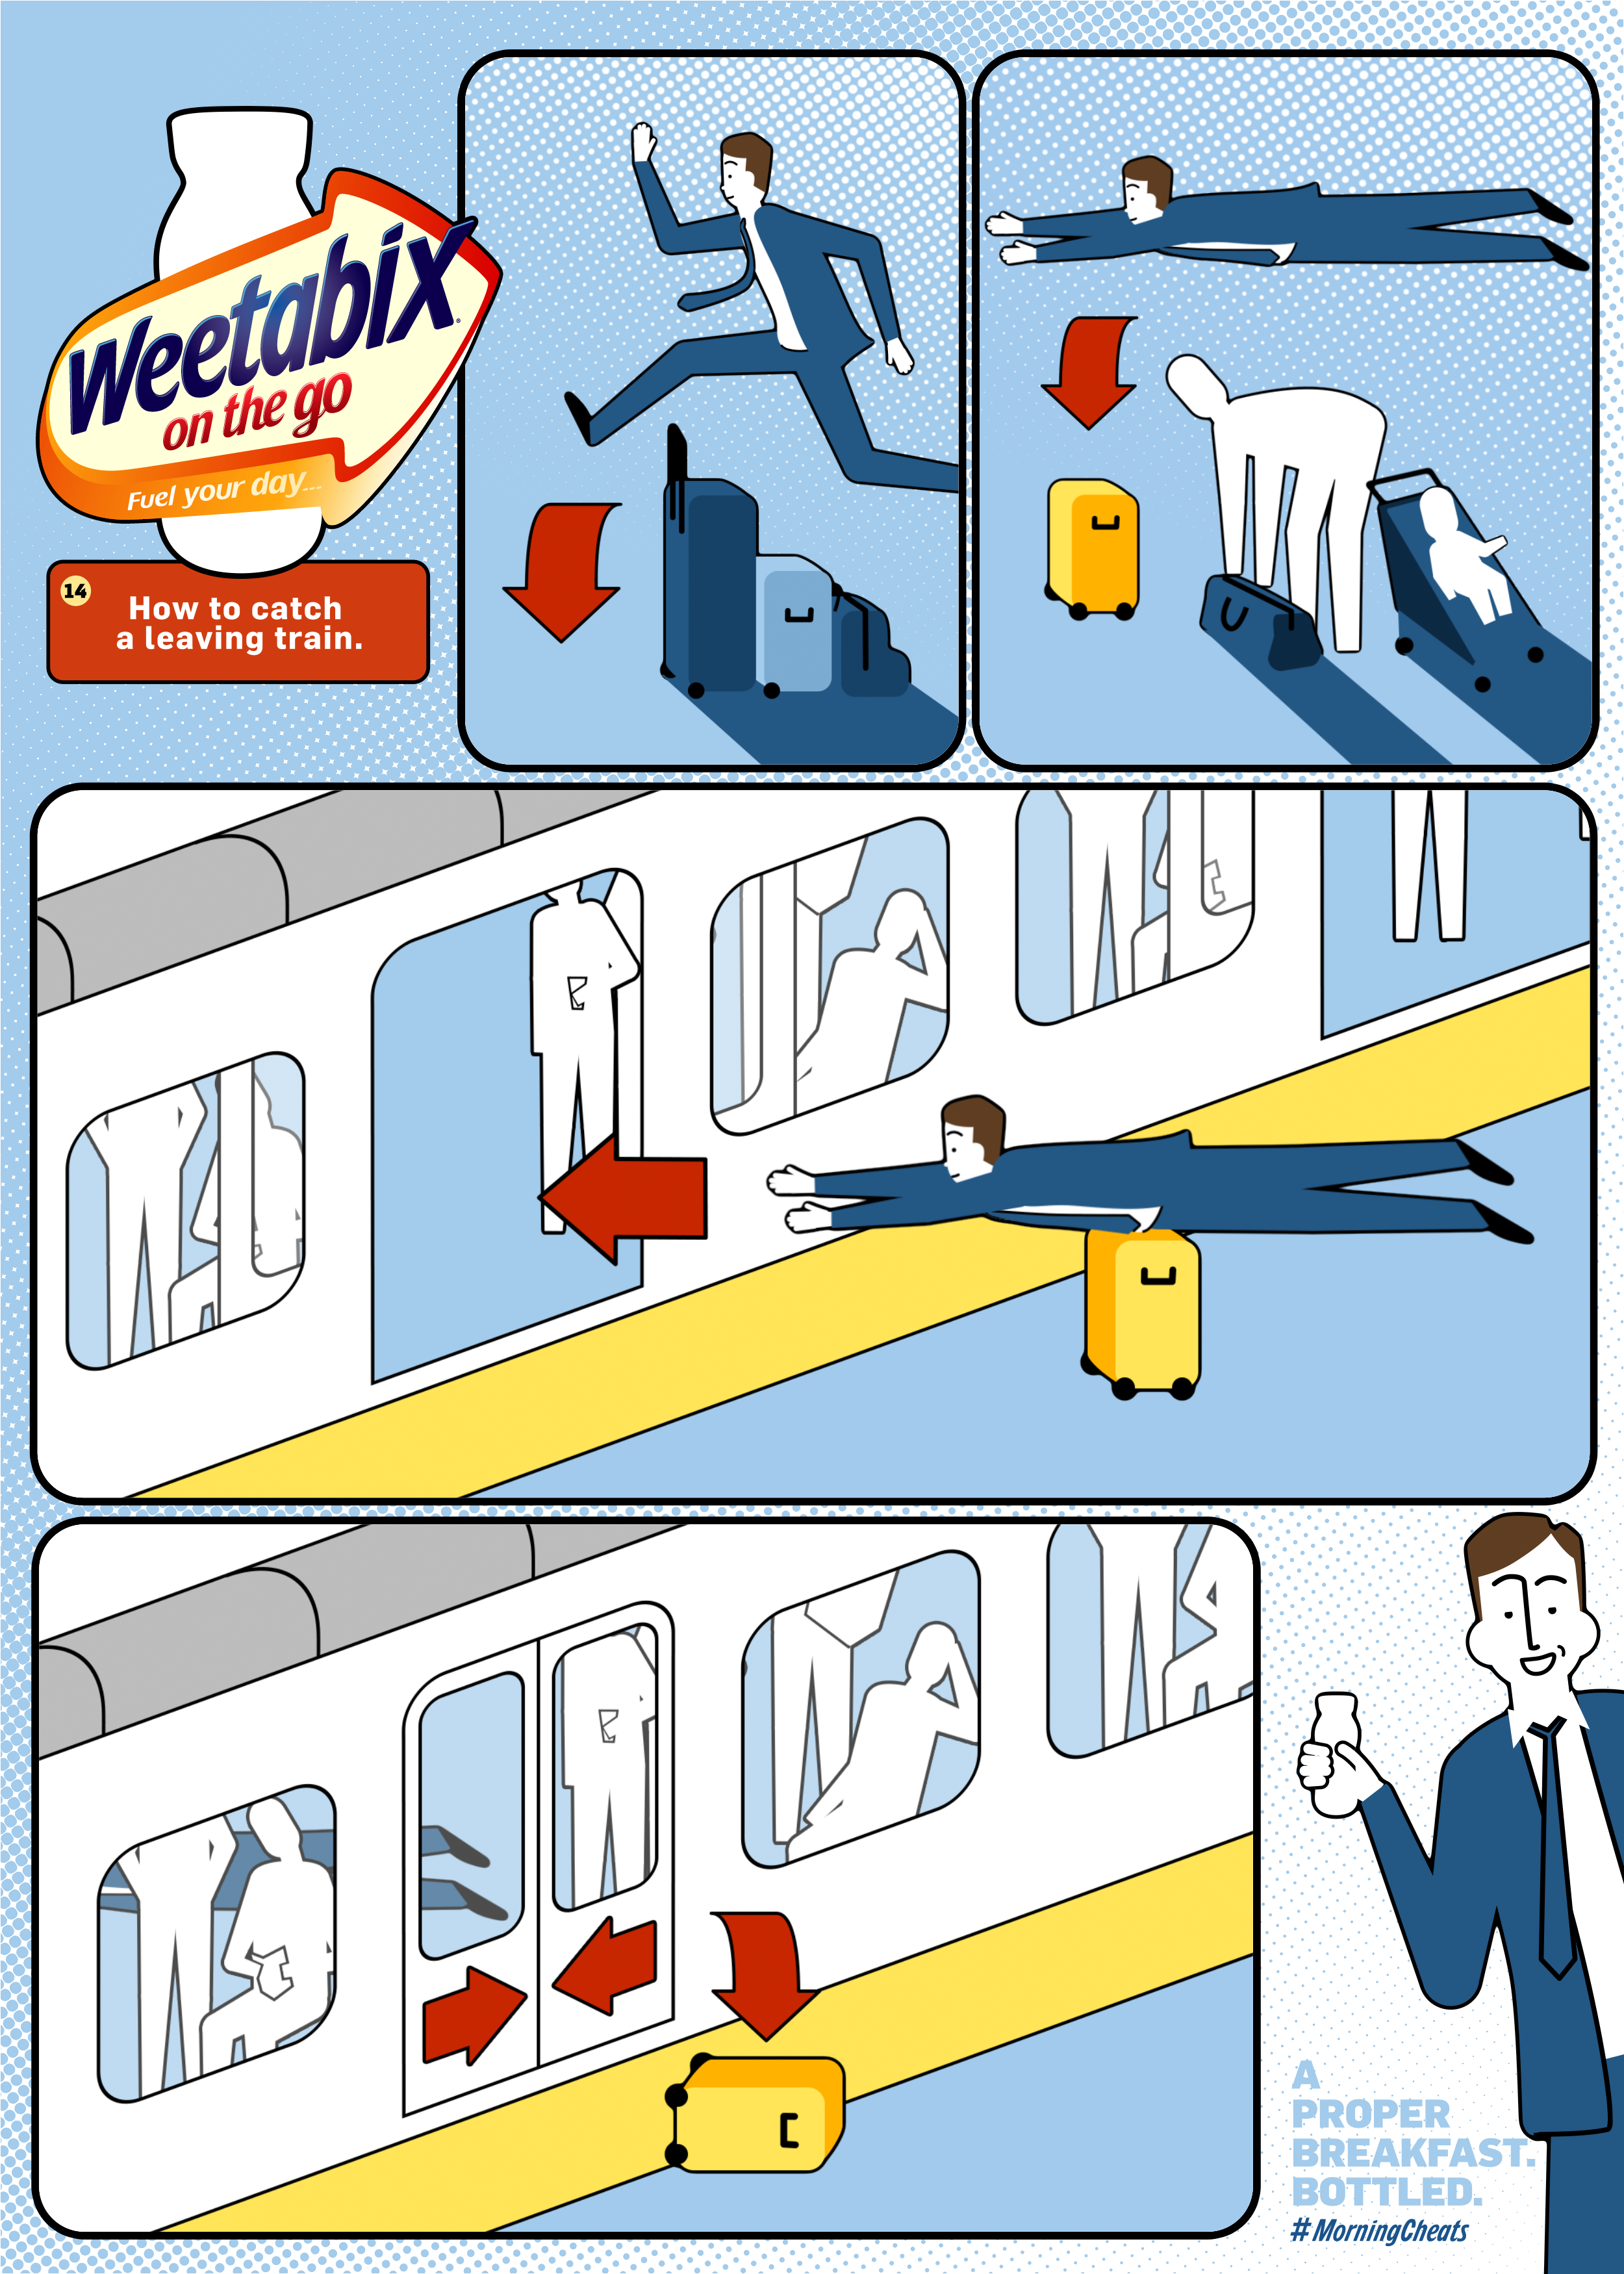 Weetabix
on the go
Fuel your day...
14
How to catch
a leaving train.
A
PROPER
BREAKFAST.
BOTTLED.
#MorningCheats